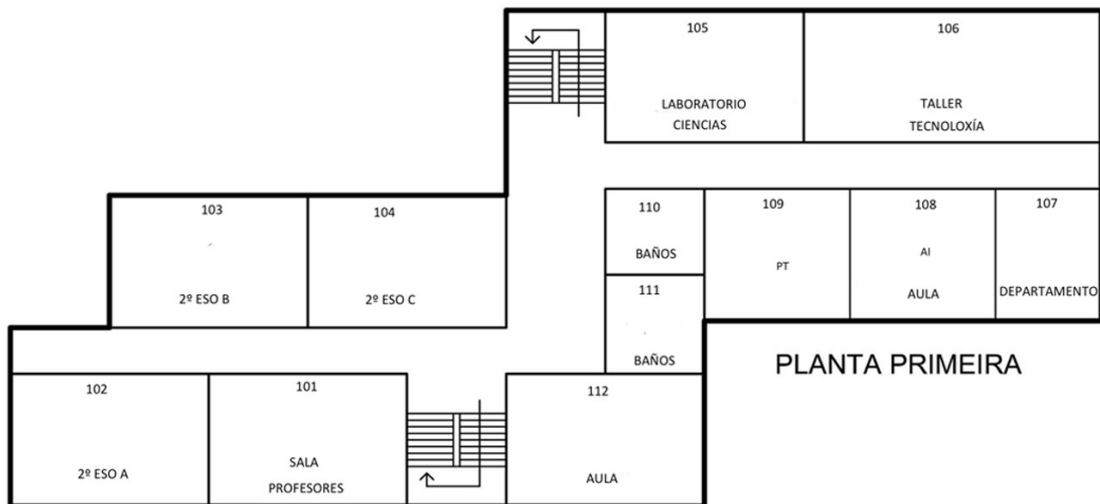 105
106
LABORATORIO
CIENCIAS
TALLER
TECNOLOXÍA
103
104
110
109
108
107
BAÑOS
PT
AI
AULA
DEPARTAMENTO
2º ESO B
2º ESO C
111
BAÑOS
PLANTA PRIMEIRA
102
101
112
2º ESO A
SALA
PROFESORES
AULA